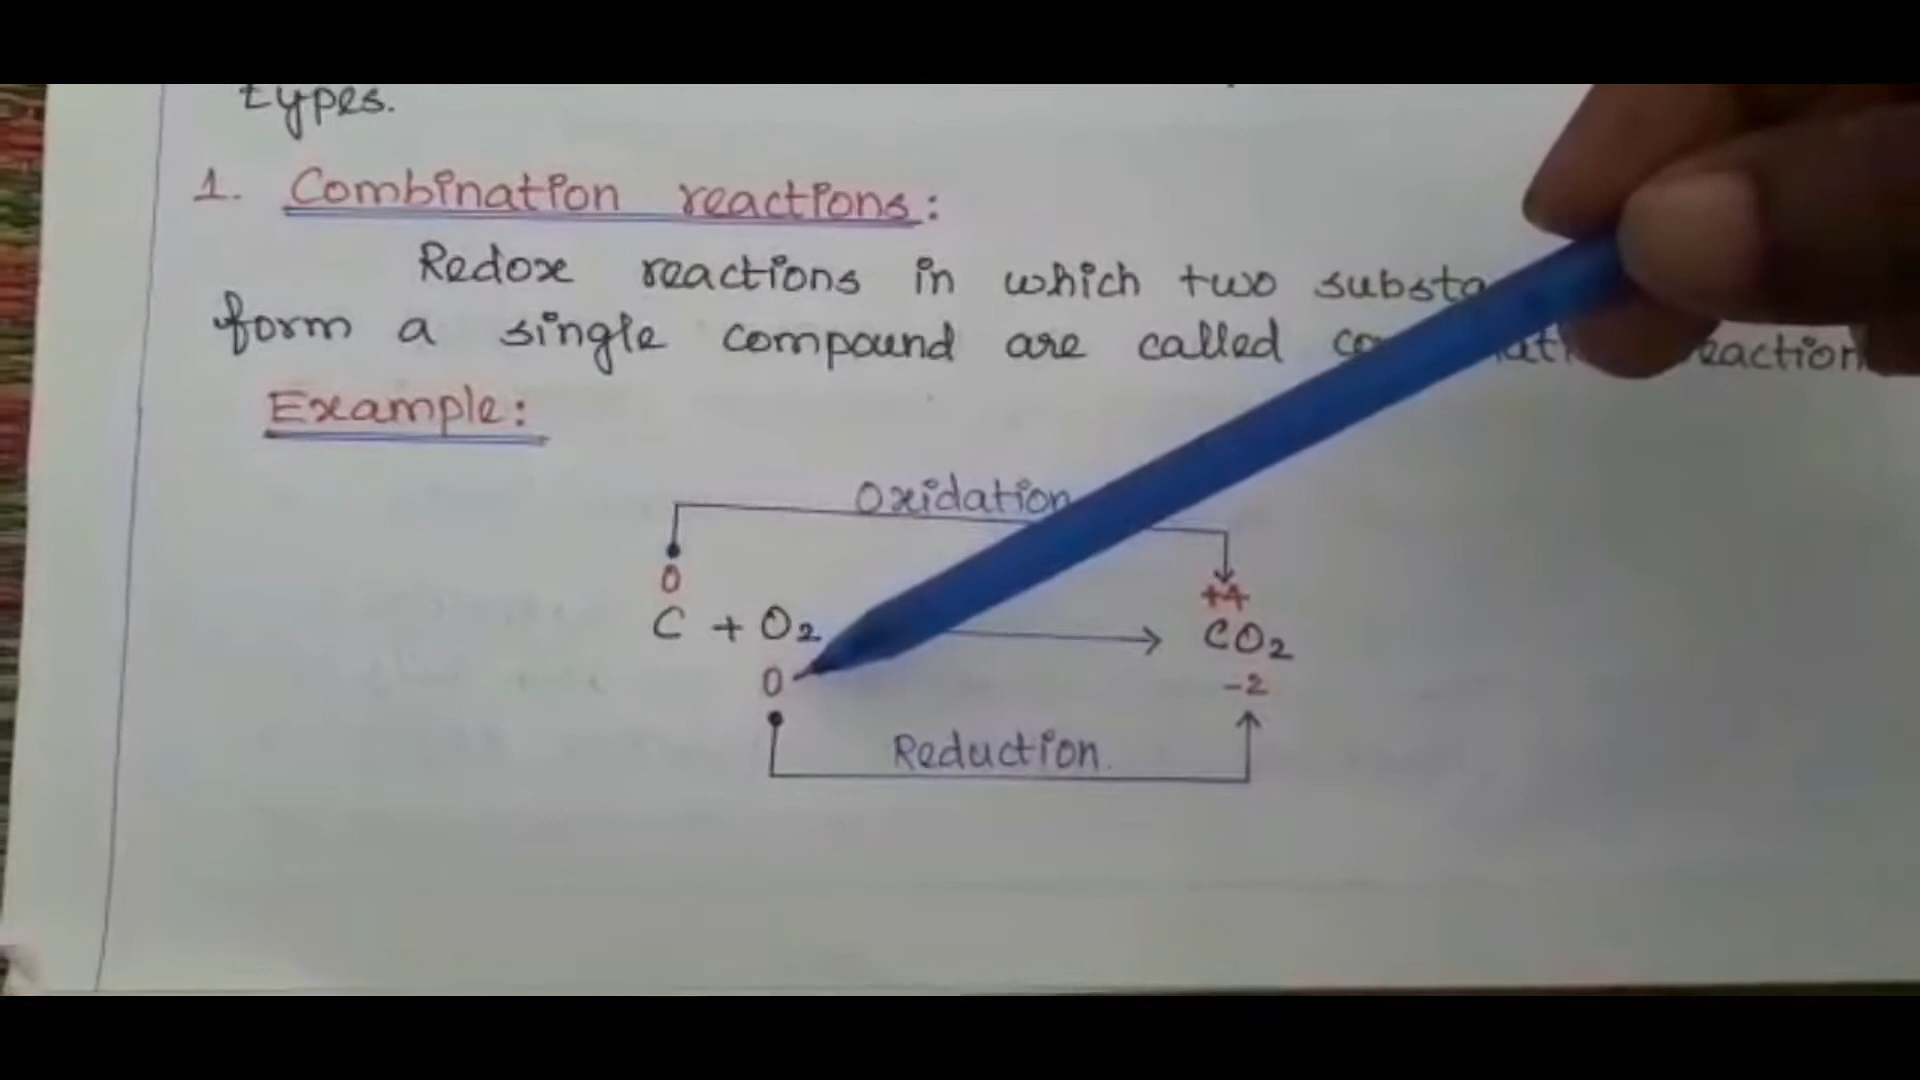 types.
1. Combination reactions:
Redox reactions in which two
form a single compound are called
Example:
Oxidation
0 +4
C + O2 → CO2
0 -2
Reduction.